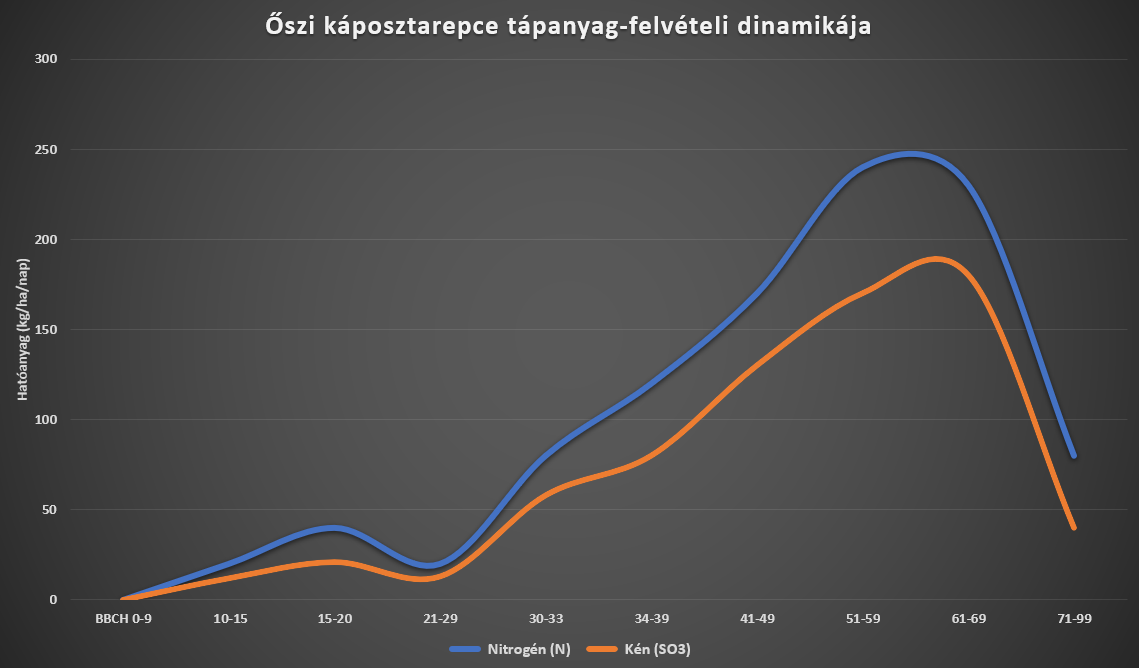 Őszi káposztarepce tápanyag-felvételi dinamikája
300
250
200
150
100
50
0
Hatóanyag (kg/ha/nap)
BBCH 0-9 10-15 15-20 21-29 30-33 34-39 41-49 51-59 61-69 71-99
Nitrogén (N) Kén (SO3)